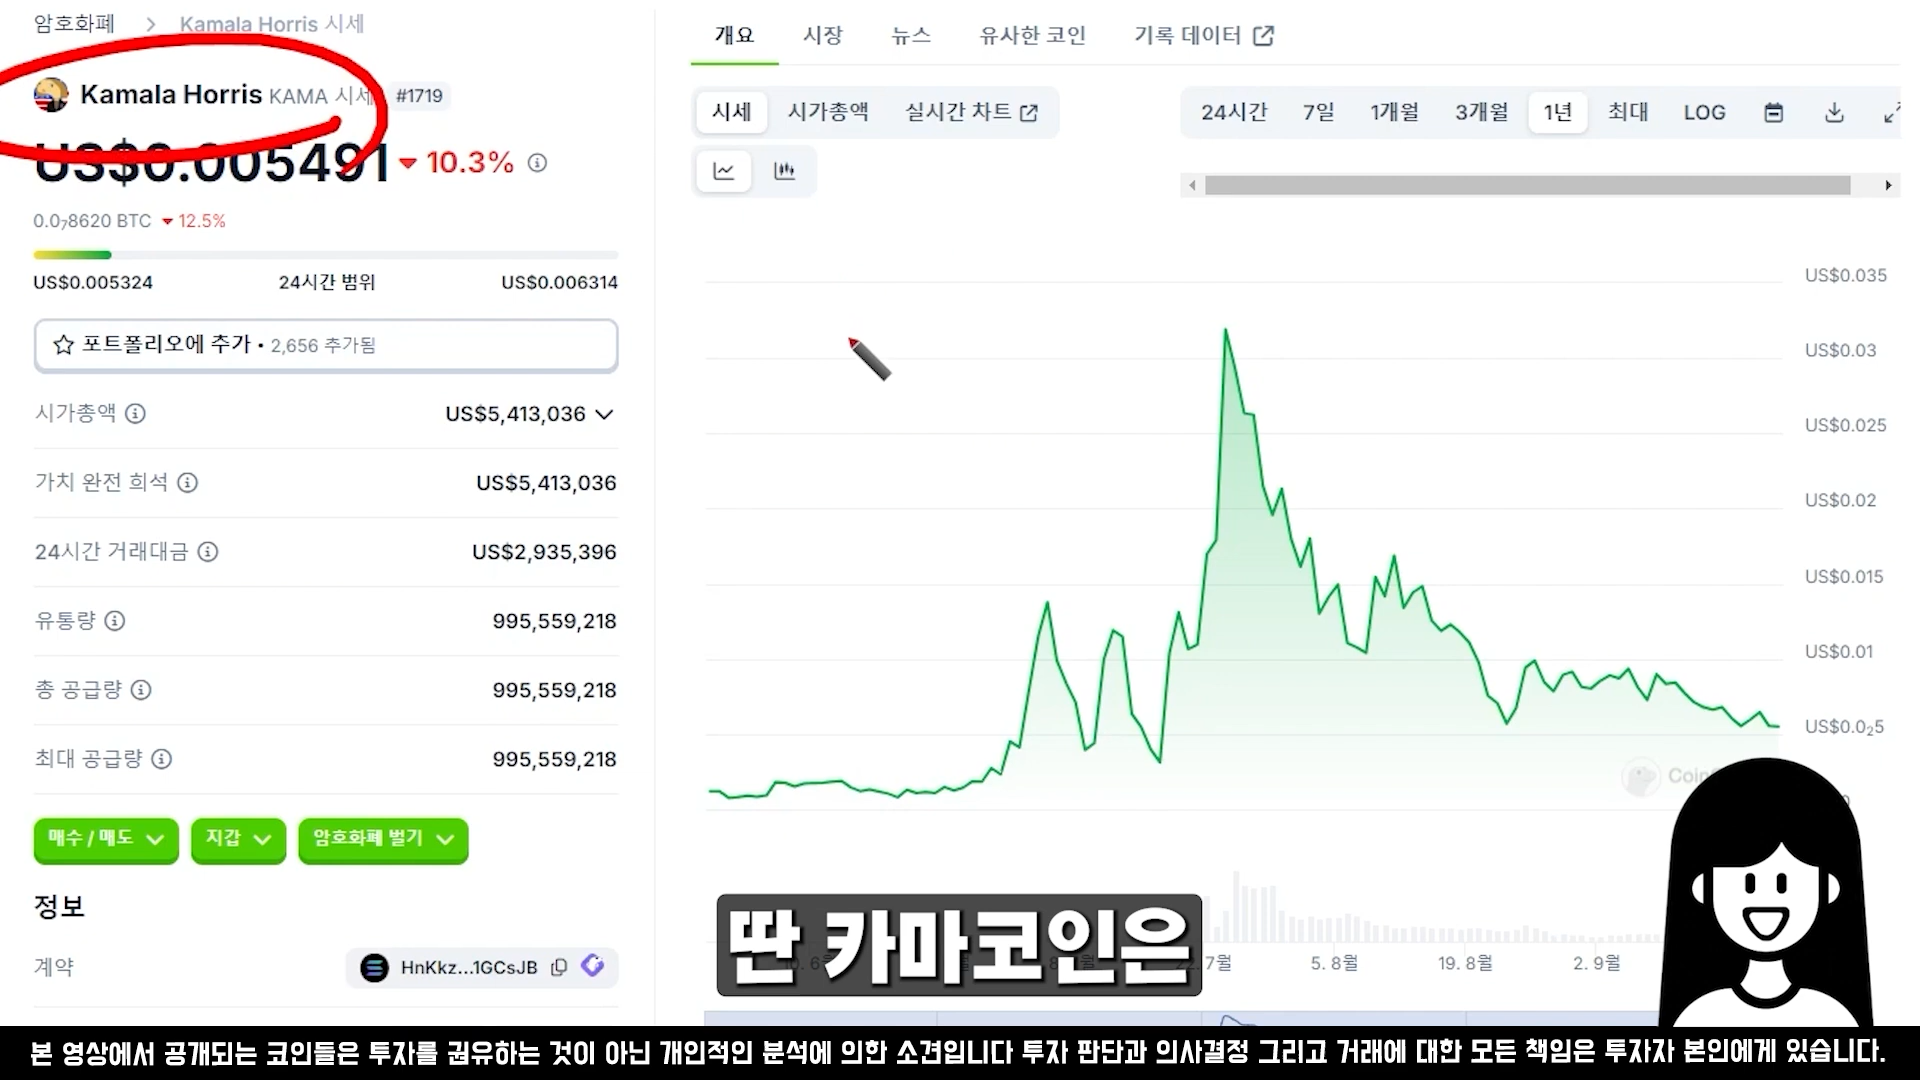 암호화폐 > Kamala Horris 시세
Kamala Horris KAMA 시세 #1719
US$0.005491 10.3%
0.0₇8620 BTC 12.5%
US$0.005324 24시간 범위 US$0.006314
포트폴리오에 추가 • 2,656 추가됨
시가총액 US$5,413,036
가치 완전 희석 US$5,413,036
24시간 거래대금 US$2,935,396
유통량 995,559,218
총 공급량 995,559,218
최대 공급량 995,559,218
매수 / 매도 지갑 암호화폐 벌기
정보
계약 HnKkz...1GCsJB
개요 시장 뉴스 유사한 코인 기록 데이터
시세 시가총액 실시간 차트
24시간 7일 1개월 3개월 1년 최대 LOG
US$0.035
US$0.03
US$0.025
US$0.02
US$0.015
US$0.01
US$0.0₂5
7월 5. 8월 19. 8월 2. 9월
딴 카마코인은
본 영상에서 공개되는 코인들은 투자를 권유하는 것이 아닌 개인적인 분석에 의한 소견입니다 투자 판단과 의사결정 그리고 거래에 대한 모든 책임은 투자자 본인에게 있습니다.